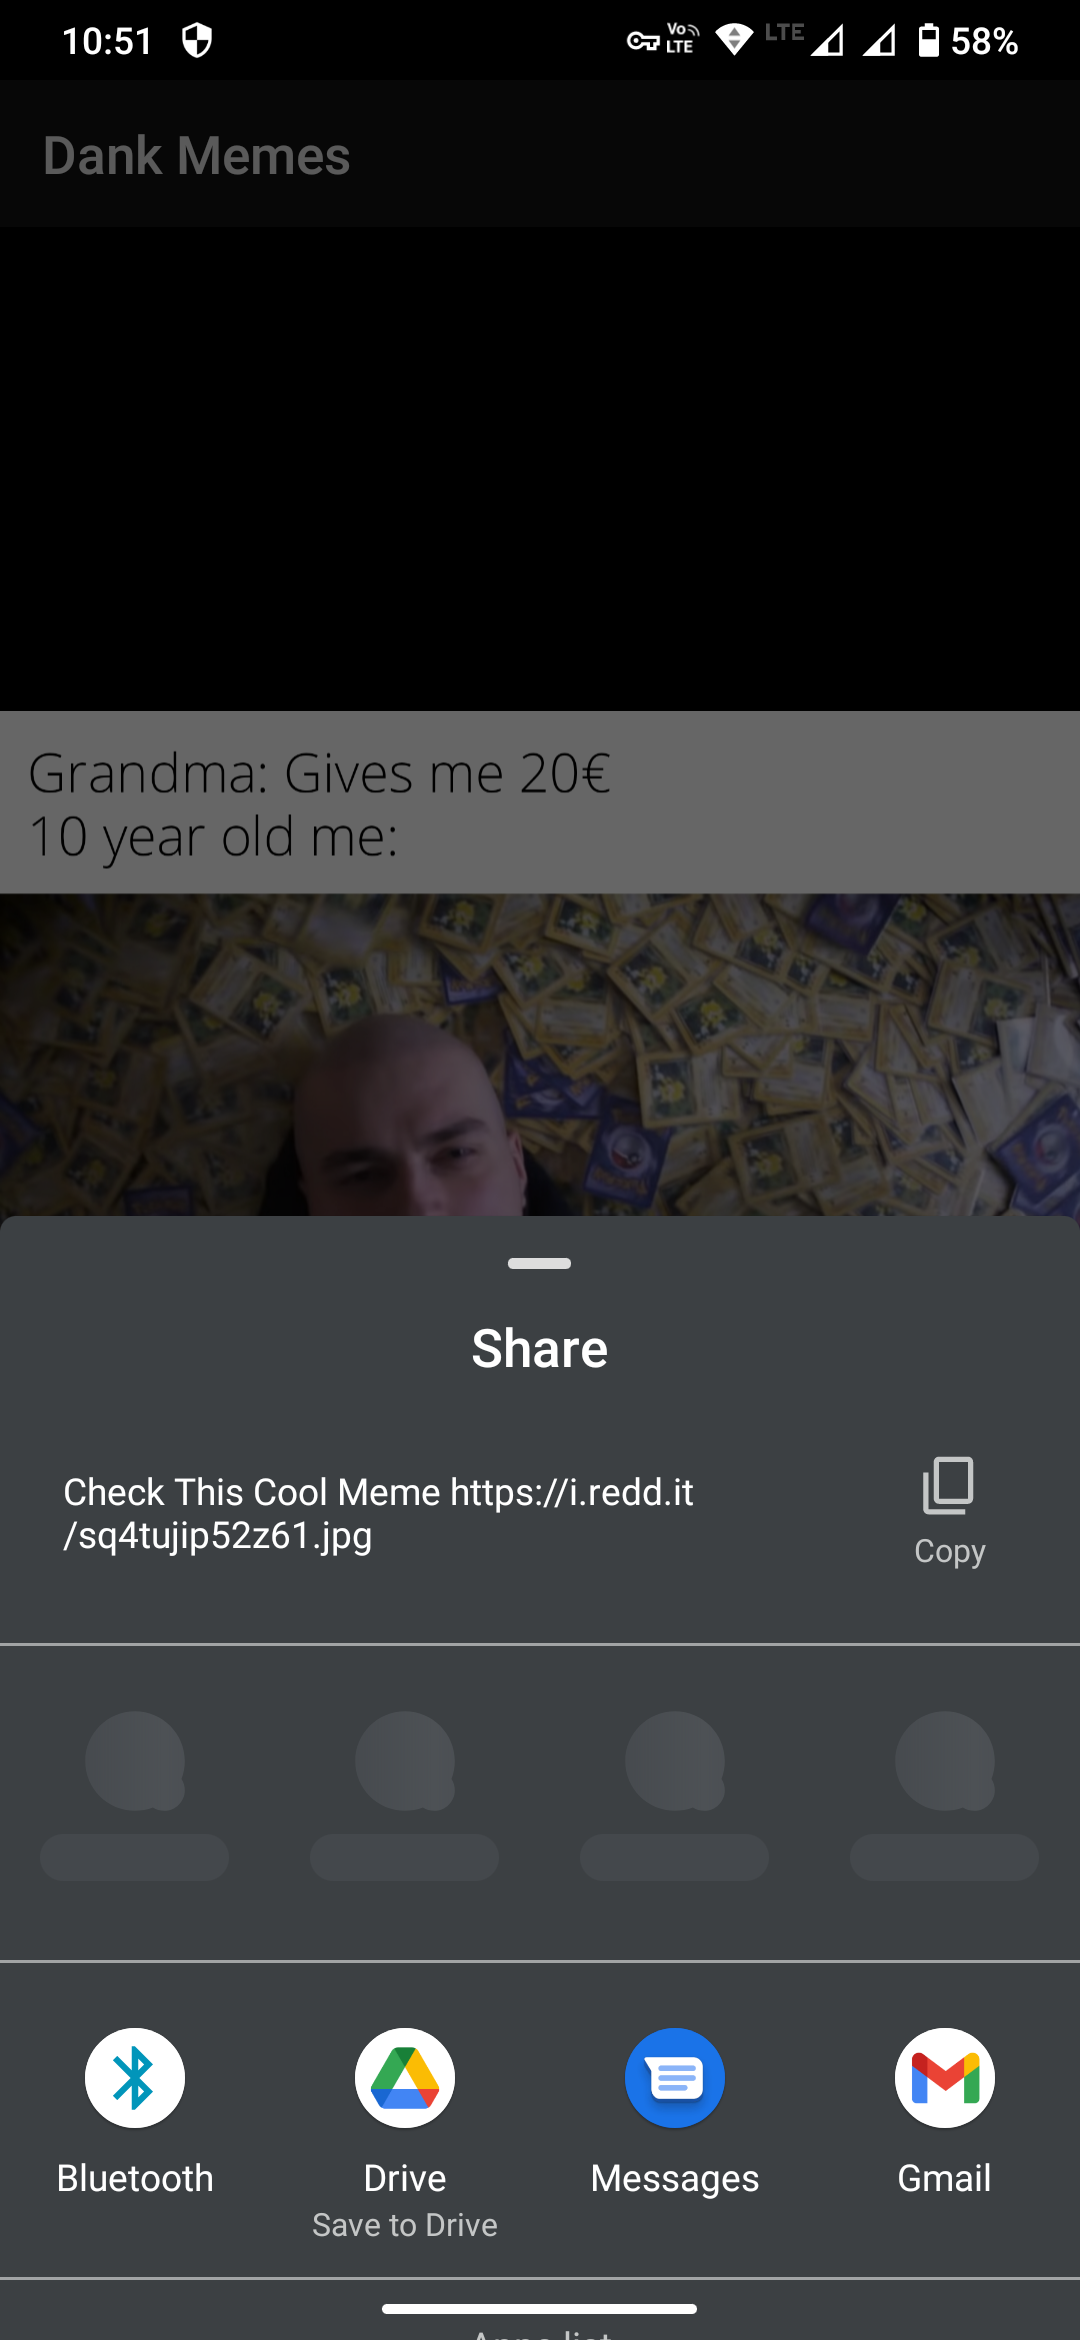 10:51
Vo LTE
LTE
58%
Dank Memes
Grandma: Gives me 20€
10 year old me:
Share
Check This Cool Meme https://i.redd.it
/sq4tujip52z61.jpg
Copy
Bluetooth
Drive
Messages
Gmail
Save to Drive